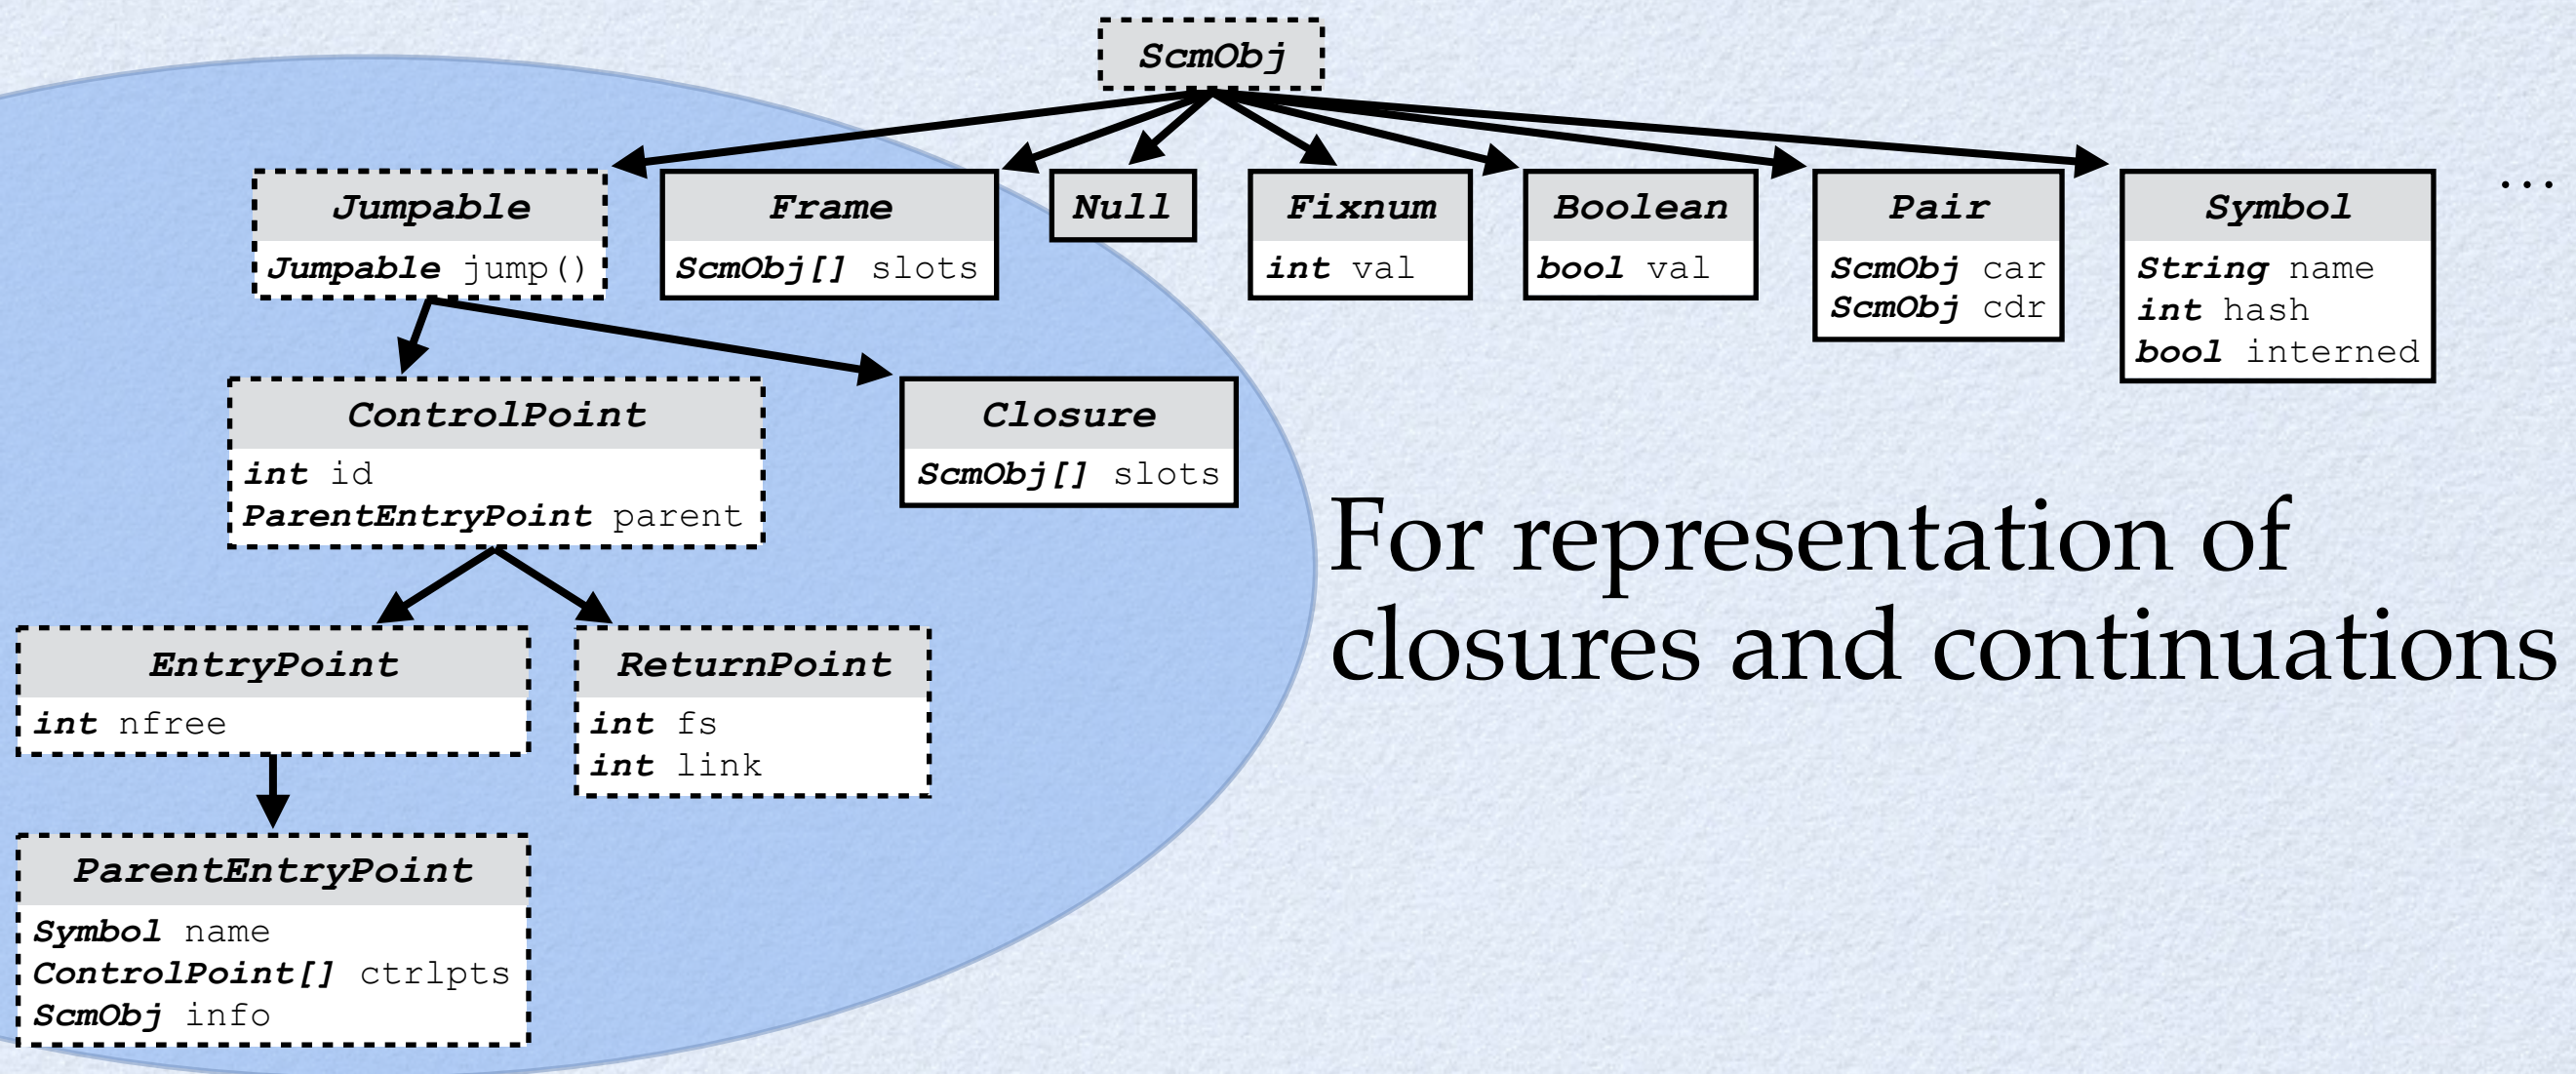 ScmObj
Jumpable
Jumpable jump()
Frame
ScmObj[] slots
Null
Fixnum
int val
Boolean
bool val
Pair
ScmObj car
ScmObj cdr
Symbol
String name
int hash
bool interned
...
ControlPoint
int id
ParentEntryPoint parent
Closure
ScmObj[] slots
For representation of
closures and continuations
EntryPoint
int nfree
ReturnPoint
int fs
int link
ParentEntryPoint
Symbol name
ControlPoint[] ctrlpts
ScmObj info